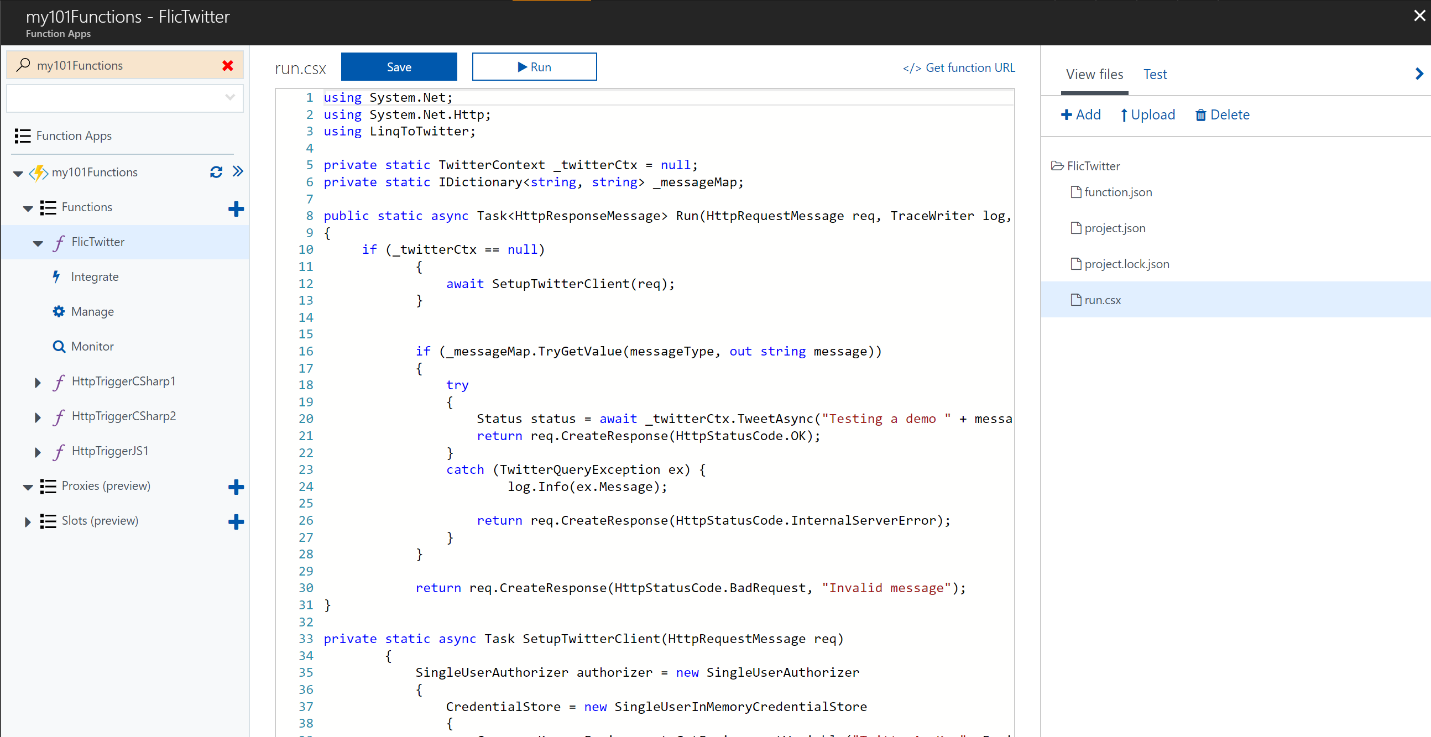 my101Functions - FlicTwitter
Function Apps
my101Functions
Function Apps
my101Functions
Functions
FlicTwitter
Integrate
Manage
Monitor
HttpTriggerCSharp1
HttpTriggerCSharp2
HttpTriggerJS1
Proxies (preview)
Slots (preview)
run.csx
Save
Run
</> Get function URL
1 using System.Net;
2 using System.Net.Http;
3 using LinqToTwitter;
4
5 private static TwitterContext _twitterCtx = null;
6 private static IDictionary<string, string> _messageMap;
7
8 public static async Task<HttpResponseMessage> Run(HttpRequestMessage req, TraceWriter log,
9 {
10 if (_twitterCtx == null)
11 {
12 await SetupTwitterClient(req);
13 }
14
15
16 if (_messageMap.TryGetValue(messageType, out string message))
17 {
18 try
19 {
20 Status status = await _twitterCtx.TweetAsync("Testing a demo " + messa
21 return req.CreateResponse(HttpStatusCode.OK);
22 }
23 catch (TwitterQueryException ex) {
24 log.Info(ex.Message);
25
26 return req.CreateResponse(HttpStatusCode.InternalServerError);
27 }
28 }
29
30 return req.CreateResponse(HttpStatusCode.BadRequest, "Invalid message");
31 }
32
33 private static async Task SetupTwitterClient(HttpRequestMessage req)
34 {
35 SingleUserAuthorizer authorizer = new SingleUserAuthorizer
36 {
37 CredentialStore = new SingleUserInMemoryCredentialStore
38 {
View files
Test
Add
Upload
Delete
FlicTwitter
function.json
project.json
project.lock.json
run.csx